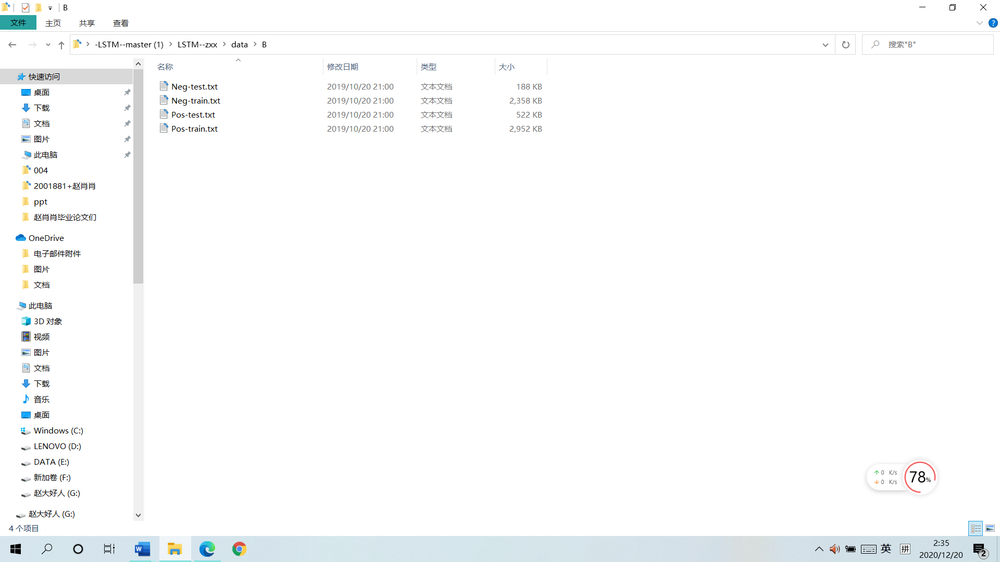 B
文件 主页 共享 查看
-LSTM--master (1) LSTM--zxx data B
搜索"B"
名称 修改日期 类型 大小
Neg-test.txt 2019/10/20 21:00 文本文档 188 KB
Neg-train.txt 2019/10/20 21:00 文本文档 2,358 KB
Pos-test.txt 2019/10/20 21:00 文本文档 522 KB
Pos-train.txt 2019/10/20 21:00 文本文档 2,952 KB
快速访问
桌面
下载
文档
图片
此电脑
004
2001881+赵肖肖
ppt
赵肖肖毕业论文们
OneDrive
电子邮件附件
图片
文档
此电脑
3D 对象
视频
图片
文档
下载
音乐
桌面
Windows (C:)
LENOVO (D:)
DATA (E:)
新加卷 (F:)
赵大好人 (G:)
赵大好人 (G:)
↑ 0 K/s
↓ 0 K/s
78%
4 个项目
英 拼
2:35
2020/12/20
2